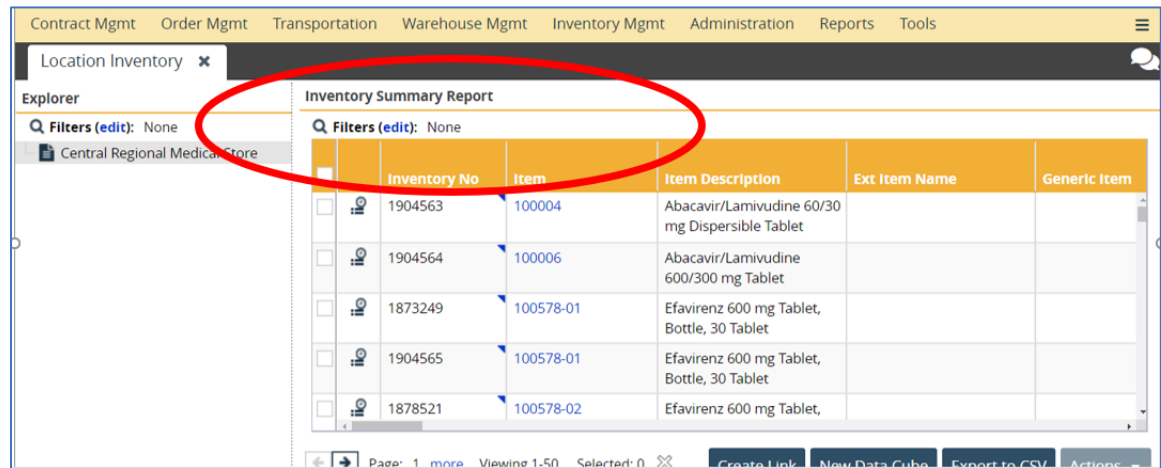 Contract Mgmt Order Mgmt Transportation Warehouse Mgmt Inventory Mgmt Administration Reports Tools
Location Inventory
Explorer
Filters (edit): None
Central Regional Medical Store
Inventory Summary Report
Filters (edit): None
Inventory No Item Item Description Ext Item Name Generic Item
1904563 100004 Abacavir/Lamivudine 60/30
mg Dispersible Tablet
1904564 100006 Abacavir/Lamivudine
600/300 mg Tablet
1873249 100578-01 Efavirenz 600 mg Tablet,
Bottle, 30 Tablet
1904565 100578-01 Efavirenz 600 mg Tablet,
Bottle, 30 Tablet
1878521 100578-02 Efavirenz 600 mg Tablet,
Page: 1 more Viewing 1-50 Selected: 0 Create Link New Data Cube Export to CSV Actions